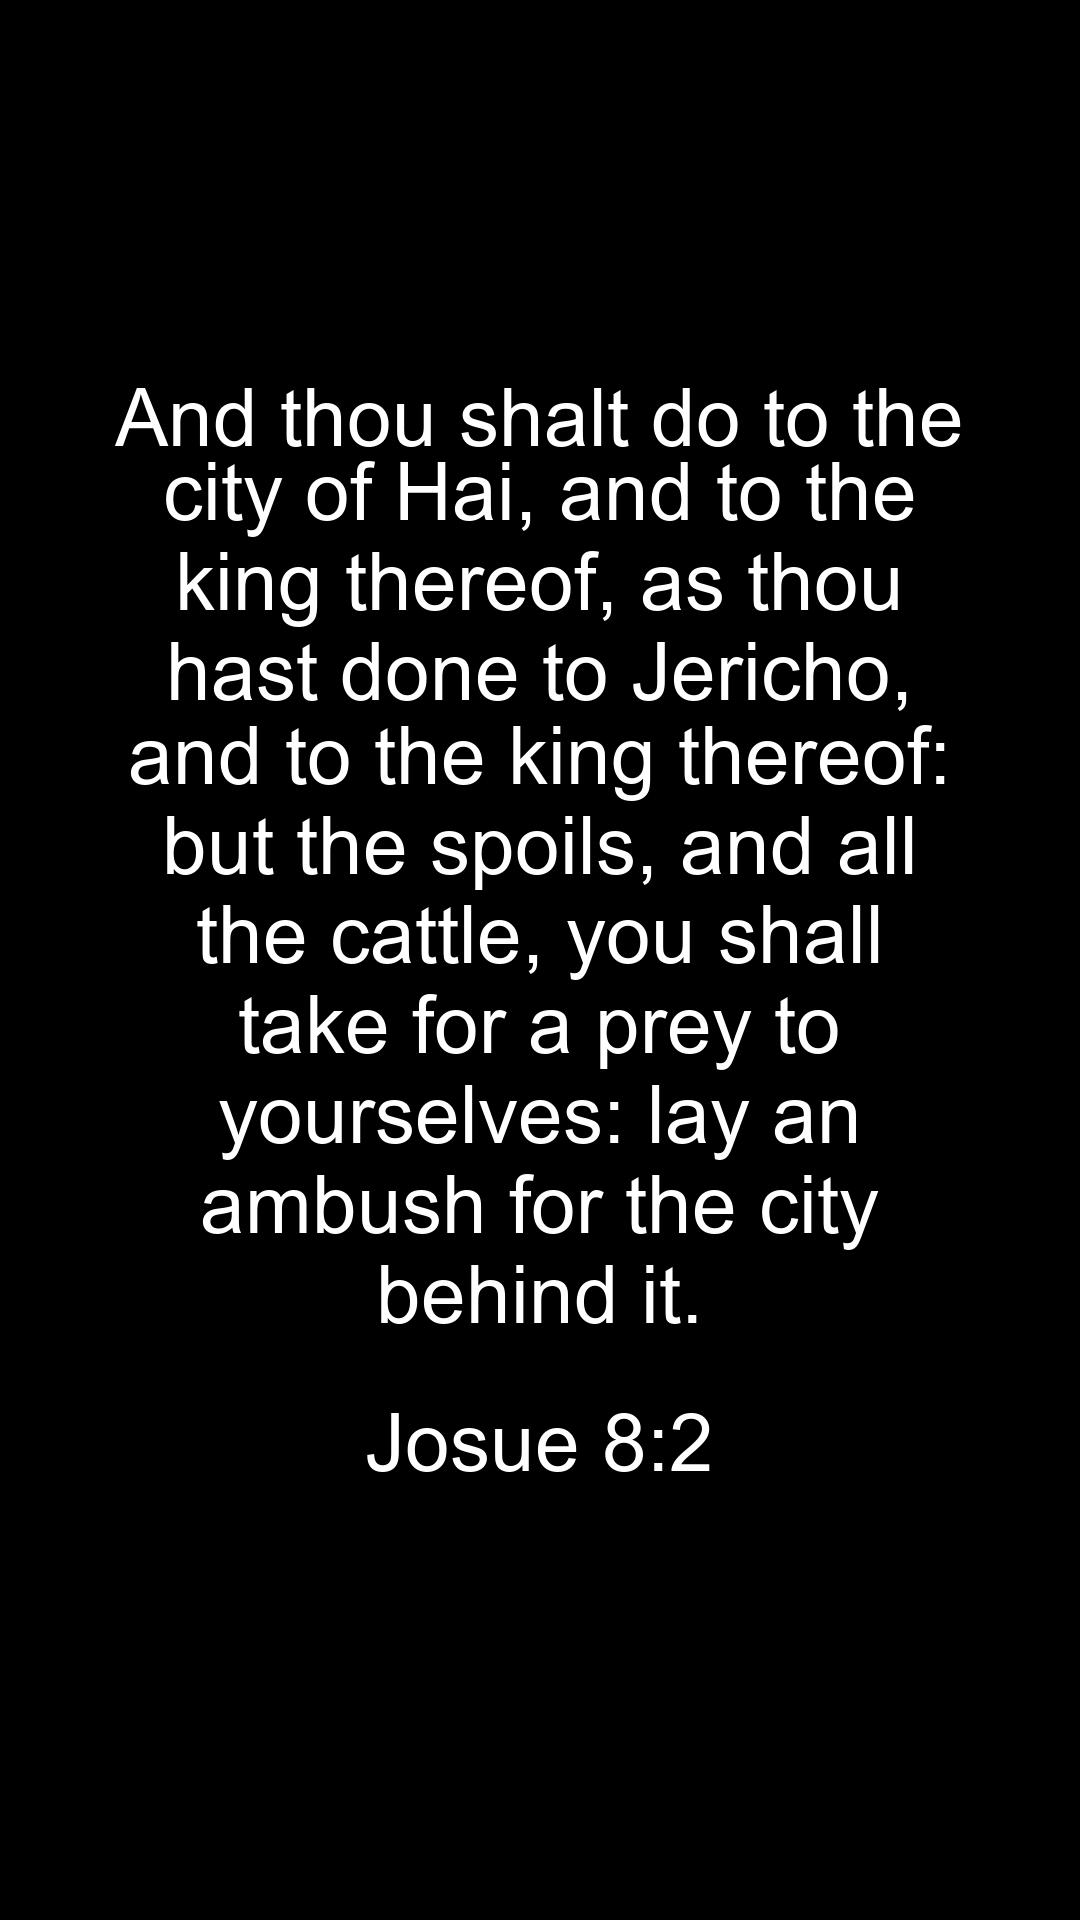 And thou shalt do to the
city of Hai, and to the
king thereof, as thou
hast done to Jericho,
and to the king thereof:
but the spoils, and all
the cattle, you shall
take for a prey to
yourselves: lay an
ambush for the city
behind it.
Josue 8:2